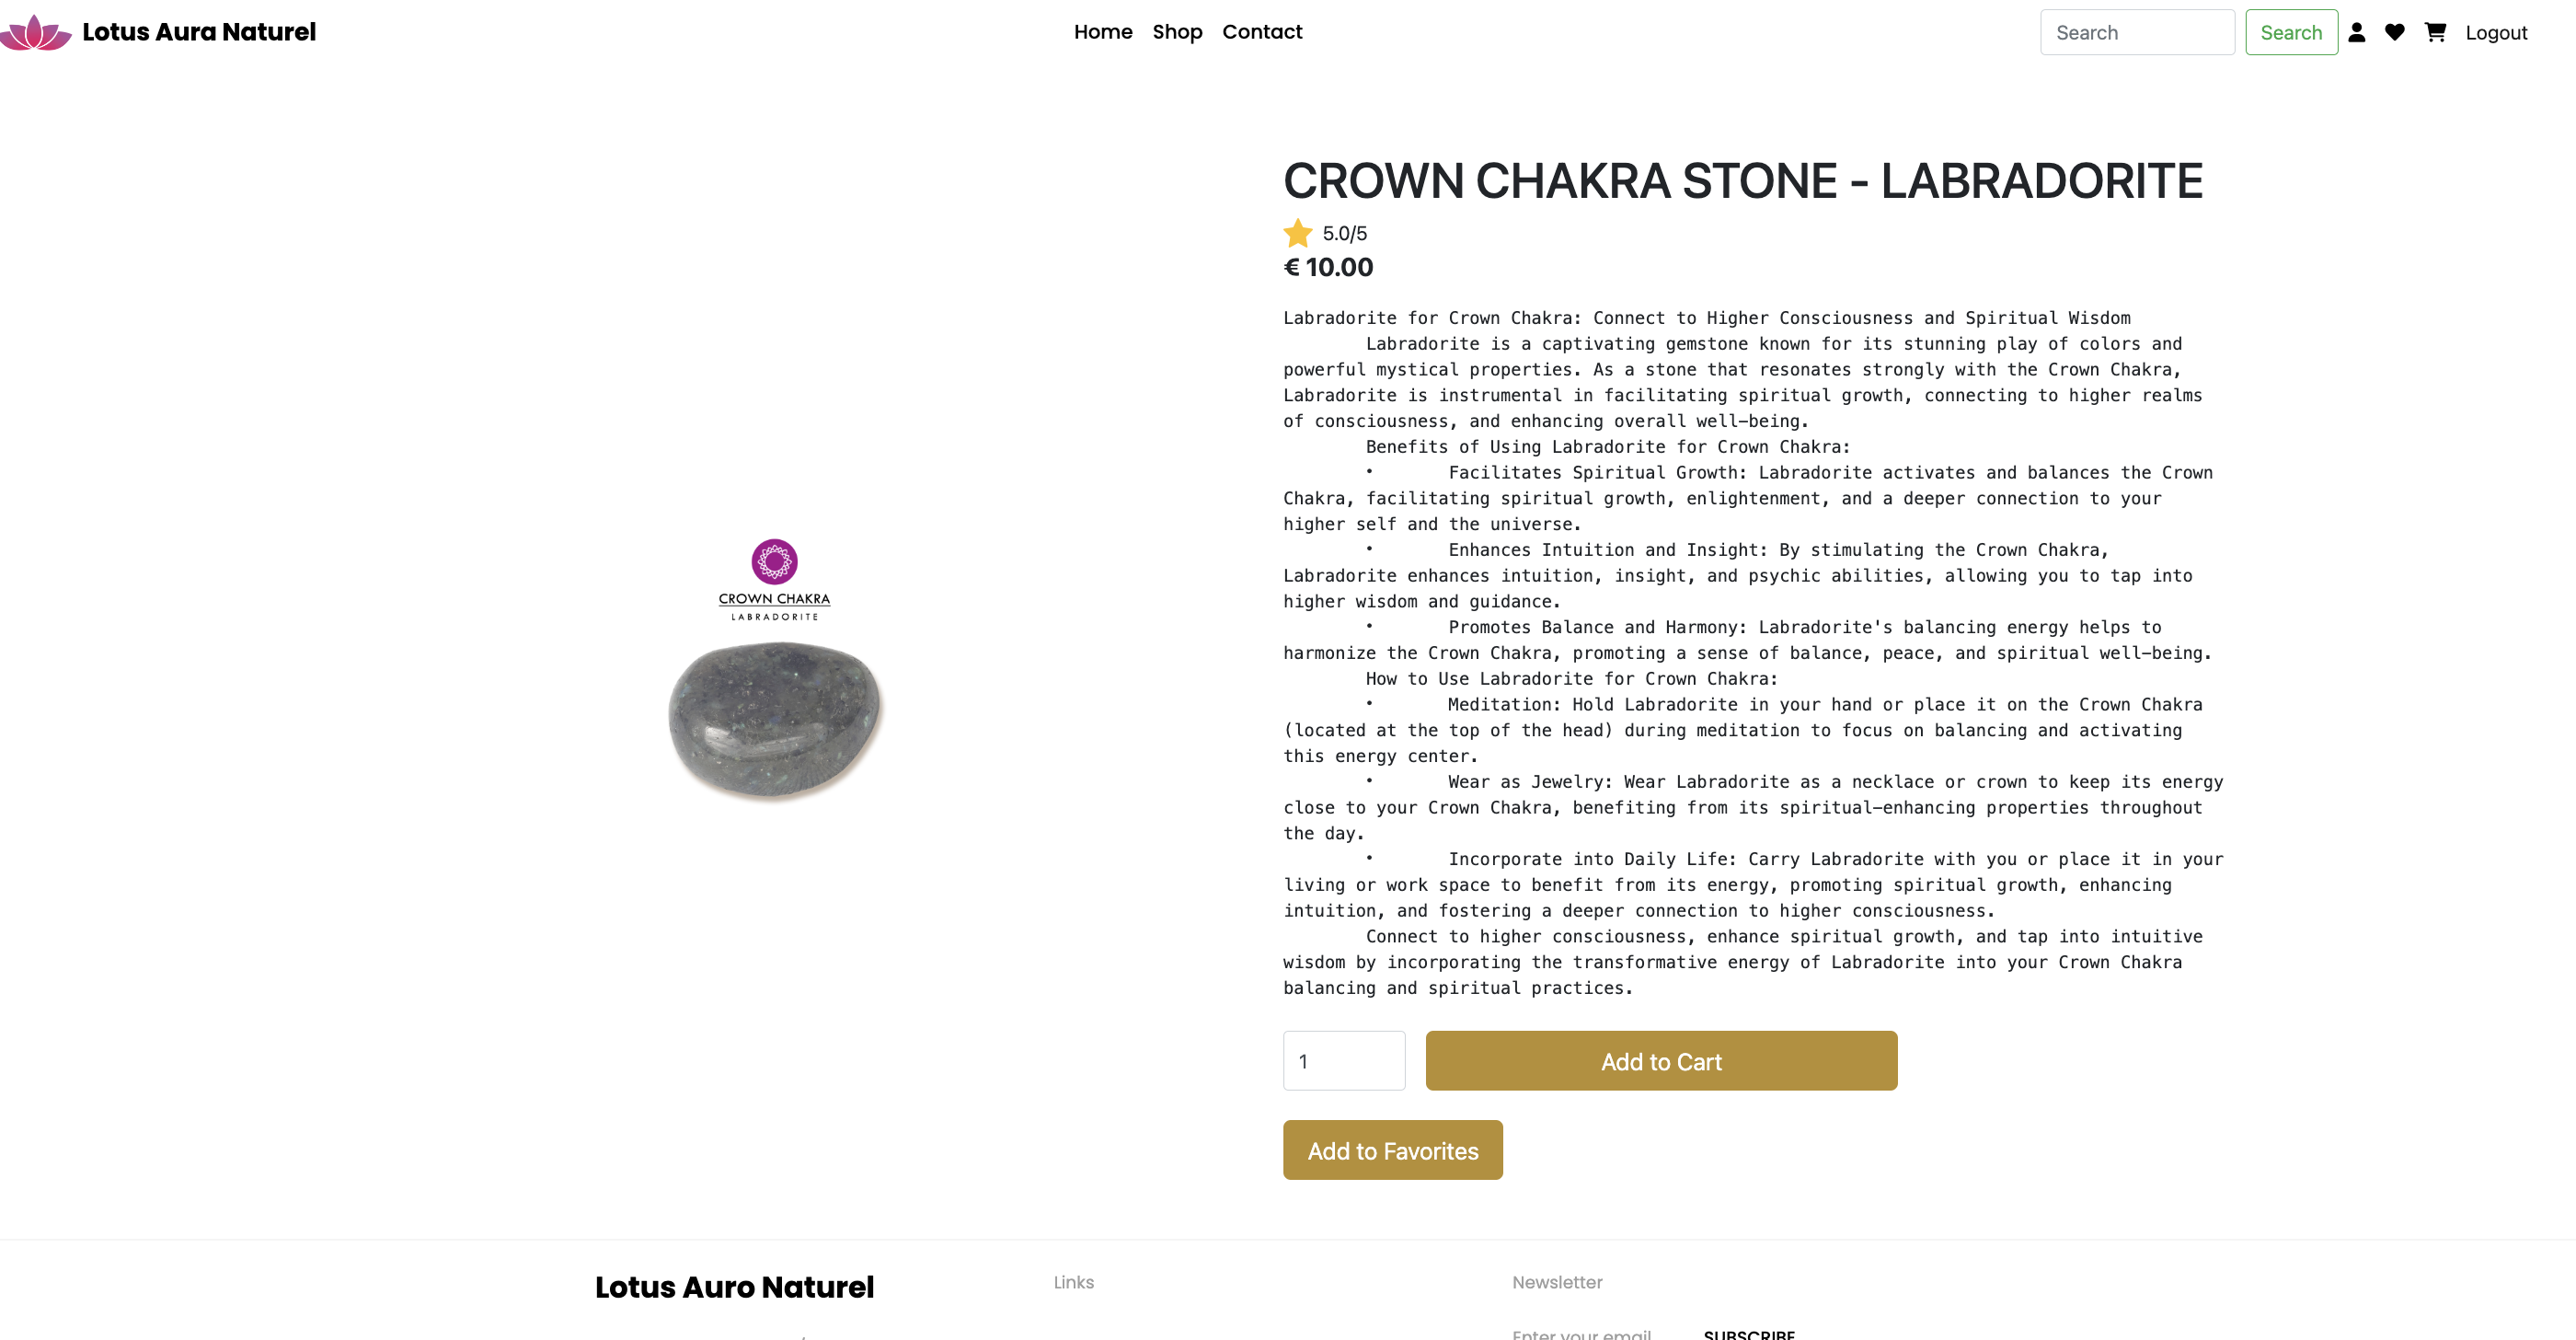 Lotus Aura Naturel
Home Shop Contact
Search Search Logout
CROWN CHAKRA STONE - LABRADORITE
5.0/5
€ 10.00
Labradorite for Crown Chakra: Connect to Higher Consciousness and Spiritual Wisdom
Labradorite is a captivating gemstone known for its stunning play of colors and
powerful mystical properties. As a stone that resonates strongly with the Crown Chakra,
Labradorite is instrumental in facilitating spiritual growth, connecting to higher realms
of consciousness, and enhancing overall well-being.
Benefits of Using Labradorite for Crown Chakra:
• Facilitates Spiritual Growth: Labradorite activates and balances the Crown
Chakra, facilitating spiritual growth, enlightenment, and a deeper connection to your
higher self and the universe.
• Enhances Intuition and Insight: By stimulating the Crown Chakra,
Labradorite enhances intuition, insight, and psychic abilities, allowing you to tap into
higher wisdom and guidance.
• Promotes Balance and Harmony: Labradorite's balancing energy helps to
harmonize the Crown Chakra, promoting a sense of balance, peace, and spiritual well-being.
How to Use Labradorite for Crown Chakra:
• Meditation: Hold Labradorite in your hand or place it on the Crown Chakra
(located at the top of the head) during meditation to focus on balancing and activating
this energy center.
• Wear as Jewelry: Wear Labradorite as a necklace or crown to keep its energy
close to your Crown Chakra, benefiting from its spiritual-enhancing properties throughout
the day.
• Incorporate into Daily Life: Carry Labradorite with you or place it in your
living or work space to benefit from its energy, promoting spiritual growth, enhancing
intuition, and fostering a deeper connection to higher consciousness.
Connect to higher consciousness, enhance spiritual growth, and tap into intuitive
wisdom by incorporating the transformative energy of Labradorite into your Crown Chakra
balancing and spiritual practices.
CROWN CHAKRA
LABRADORITE
1
Add to Cart
Add to Favorites
Lotus Auro Naturel
Links
Newsletter
Enter your email
SUBSCRIBE